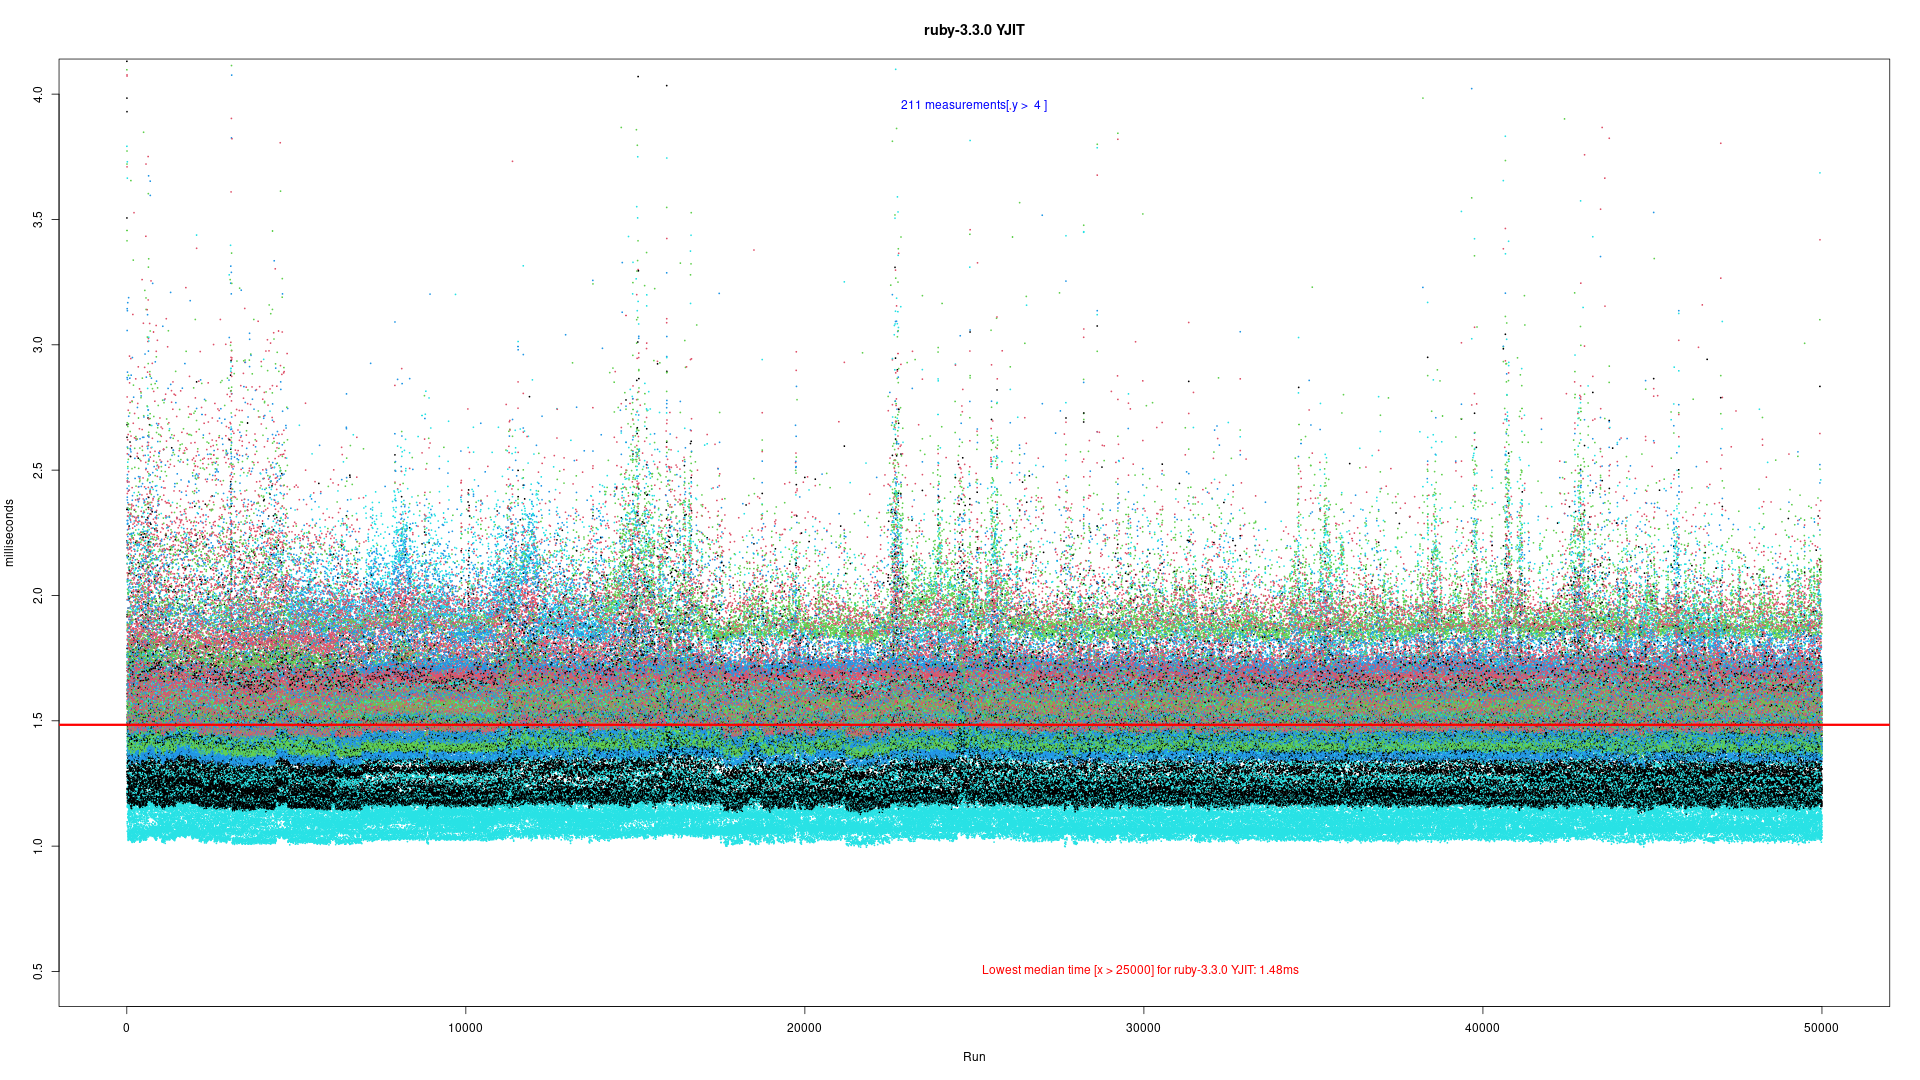 ruby-3.3.0 YJIT
211 measurements[.y > 4 ]
milliseconds
4.0
3.5
3.0
2.5
2.0
1.5
1.0
0.5
Lowest median time [x > 25000] for ruby-3.3.0 YJIT: 1.48ms
0 10000 20000 30000 40000 50000
Run